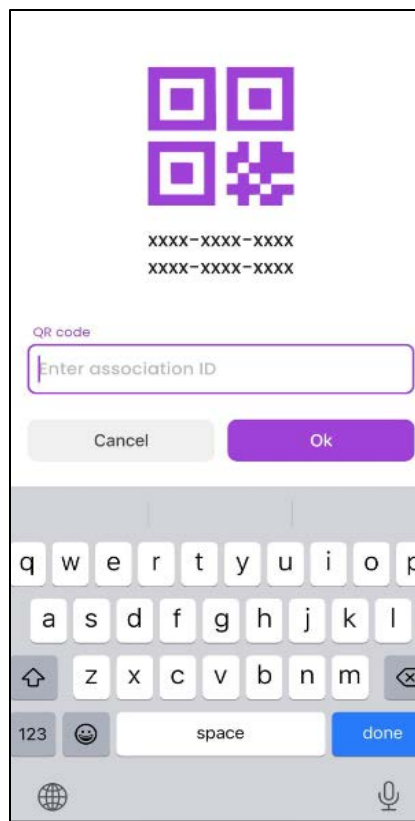 xxxx-xxxx-xxxx
xxxx-xxxx-xxxx
QR code
Enter association ID
Cancel Ok
q w e r t y u i o p
a s d f g h j k l
z x c v b n m
123 space done